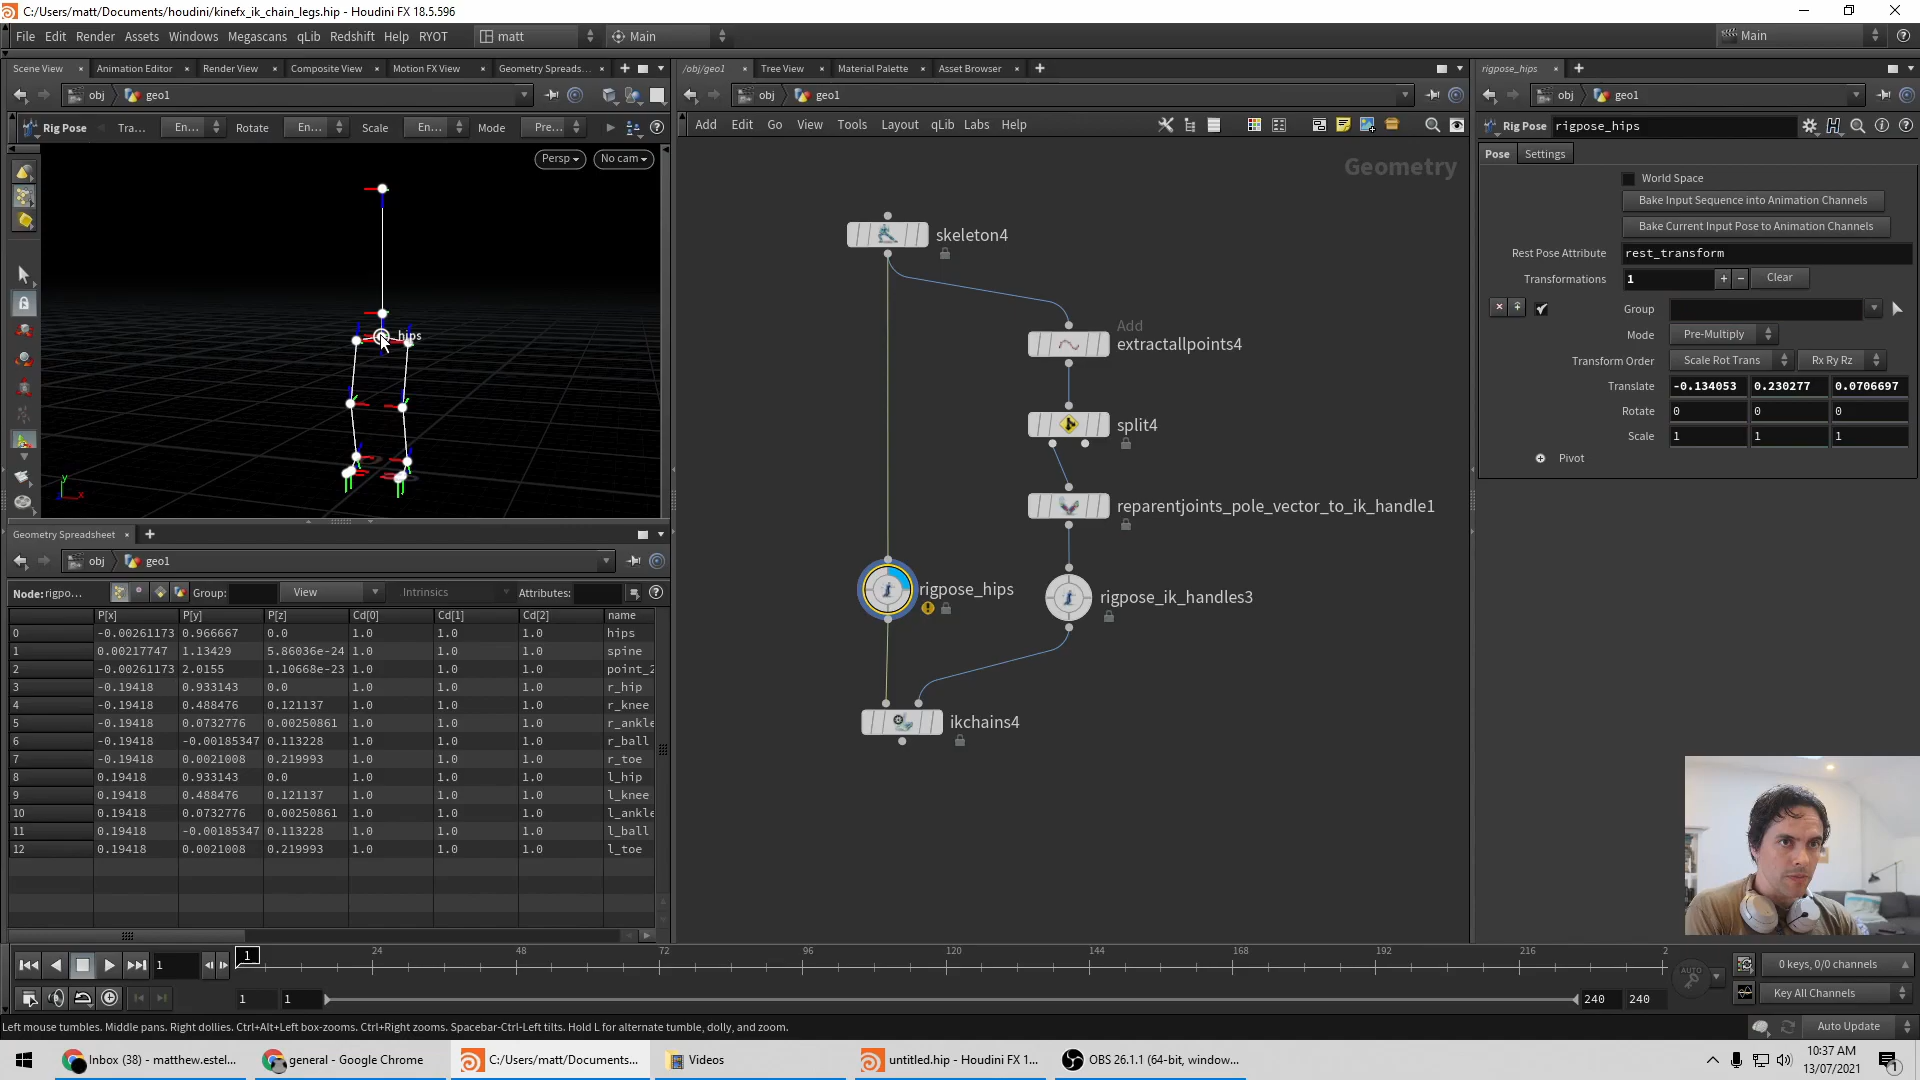 C:/Users/matt/Documents/houdini/kinefx_ik_chain_legs.hip - Houdini FX 18.5.596
File Edit Render Assets Windows Megascans qLib Redshift Help RYOT matt Main Main
Scene View Animation Editor Render View Composite View Motion FX View Geometry Spreads...
obj geo1
Rig Pose Tra... En... Rotate En... Scale En... Mode Pre...
Persp No cam
hips
y x
/obj/geo1 Tree View Material Palette Asset Browser
obj geo1
Add Edit Go View Tools Layout qLib Labs Help
Geometry
skeleton4
Add
extractallpoints4
split4
reparentjoints_pole_vector_to_ik_handle1
rigpose_hips
rigpose_ik_handles3
ikchains4
rigpose_hips
obj geo1
Rig Pose rigpose_hips
Pose Settings
World Space
Bake Input Sequence into Animation Channels
Bake Current Input Pose to Animation Channels
Rest Pose Attribute rest_transform
Transformations 1 Clear
Group
Mode Pre-Multiply
Transform Order Scale Rot Trans Rx Ry Rz
Translate -0.134053 0.230277 0.0706697
Rotate 0 0 0
Scale 1 1 1
Pivot
Geometry Spreadsheet
obj geo1
Node: rigpo... Group: View Intrinsics Attributes:
P[x] P[y] P[z] Cd[0] Cd[1] Cd[2] name
0 -0.00261173 0.966667 0.0 1.0 1.0 1.0 hips
1 0.00217747 1.13429 5.86036e-24 1.0 1.0 1.0 spine
2 -0.00261173 2.0155 1.10668e-23 1.0 1.0 1.0 point_2
3 -0.19418 0.933143 0.0 1.0 1.0 1.0 r_hip
4 -0.19418 0.488476 0.121137 1.0 1.0 1.0 r_knee
5 -0.19418 0.0732776 0.00250861 1.0 1.0 1.0 r_ankle
6 -0.19418 -0.00185347 0.113228 1.0 1.0 1.0 r_ball
7 -0.19418 0.0021008 0.219993 1.0 1.0 1.0 r_toe
8 0.19418 0.933143 0.0 1.0 1.0 1.0 l_hip
9 0.19418 0.488476 0.121137 1.0 1.0 1.0 l_knee
10 0.19418 0.0732776 0.00250861 1.0 1.0 1.0 l_ankle
11 0.19418 -0.00185347 0.113228 1.0 1.0 1.0 l_ball
12 0.19418 0.0021008 0.219993 1.0 1.0 1.0 l_toe
1 1 24 48 72 96 120 144 168 192 216 2
AUTO 0 keys, 0/0 channels
1 1 240 240 Key All Channels
Left mouse tumbles. Middle pans. Right dollies. Ctrl+Alt+Left box-zooms. Ctrl+Right zooms. Spacebar-Ctrl-Left tilts. Hold L for alternate tumble, dolly, and zoom. Auto Update
Inbox (38) - matthew.estel... general - Google Chrome C:/Users/matt/Documents... Videos untitled.hip - Houdini FX 1... OBS 26.1.1 (64-bit, window...
10:37 AM
13/07/2021
1